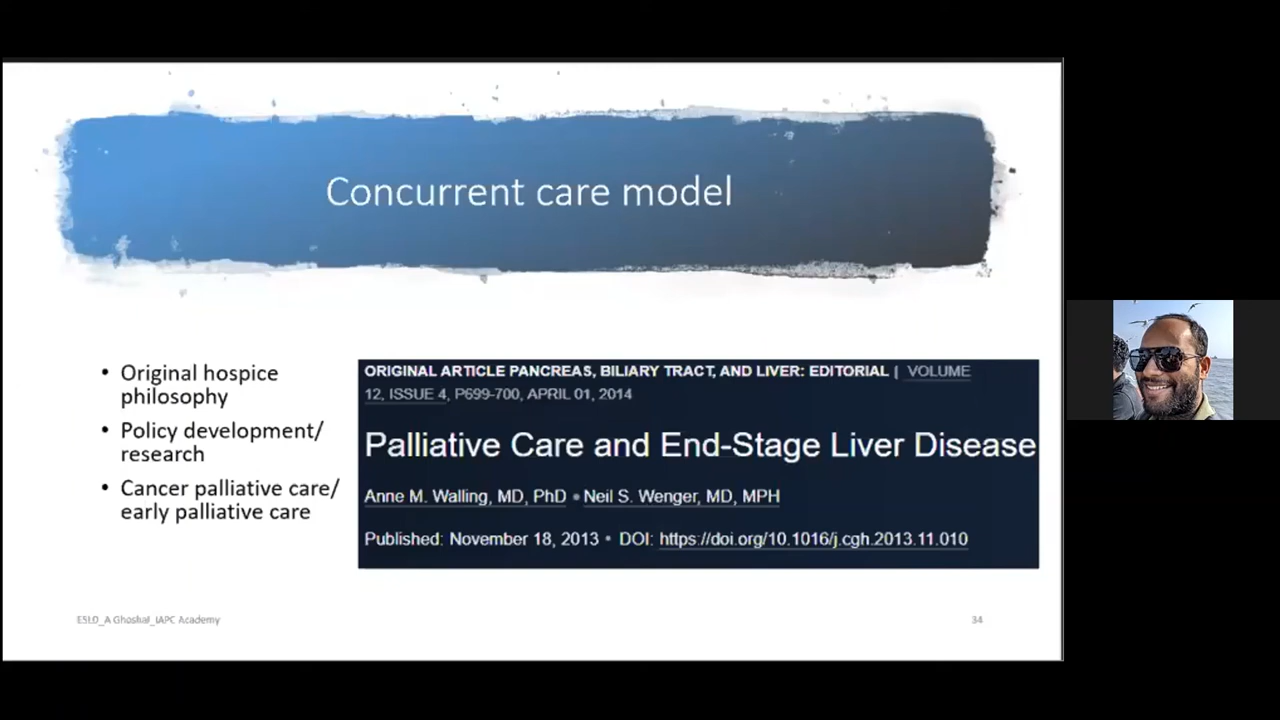 Concurrent care model
• Original hospice
philosophy
• Policy development/
research
• Cancer palliative care/
early palliative care
ORIGINAL ARTICLE PANCREAS, BILIARY TRACT, AND LIVER: EDITORIAL | VOLUME
12, ISSUE 4, P699-700, APRIL 01, 2014
Palliative Care and End-Stage Liver Disease
Anne M. Walling, MD, PhD • Neil S. Wenger, MD, MPH
Published: November 18, 2013 • DOI: https://doi.org/10.1016/j.cgh.2013.11.010
ESLD_A Ghoshal_IAPC Academy
34